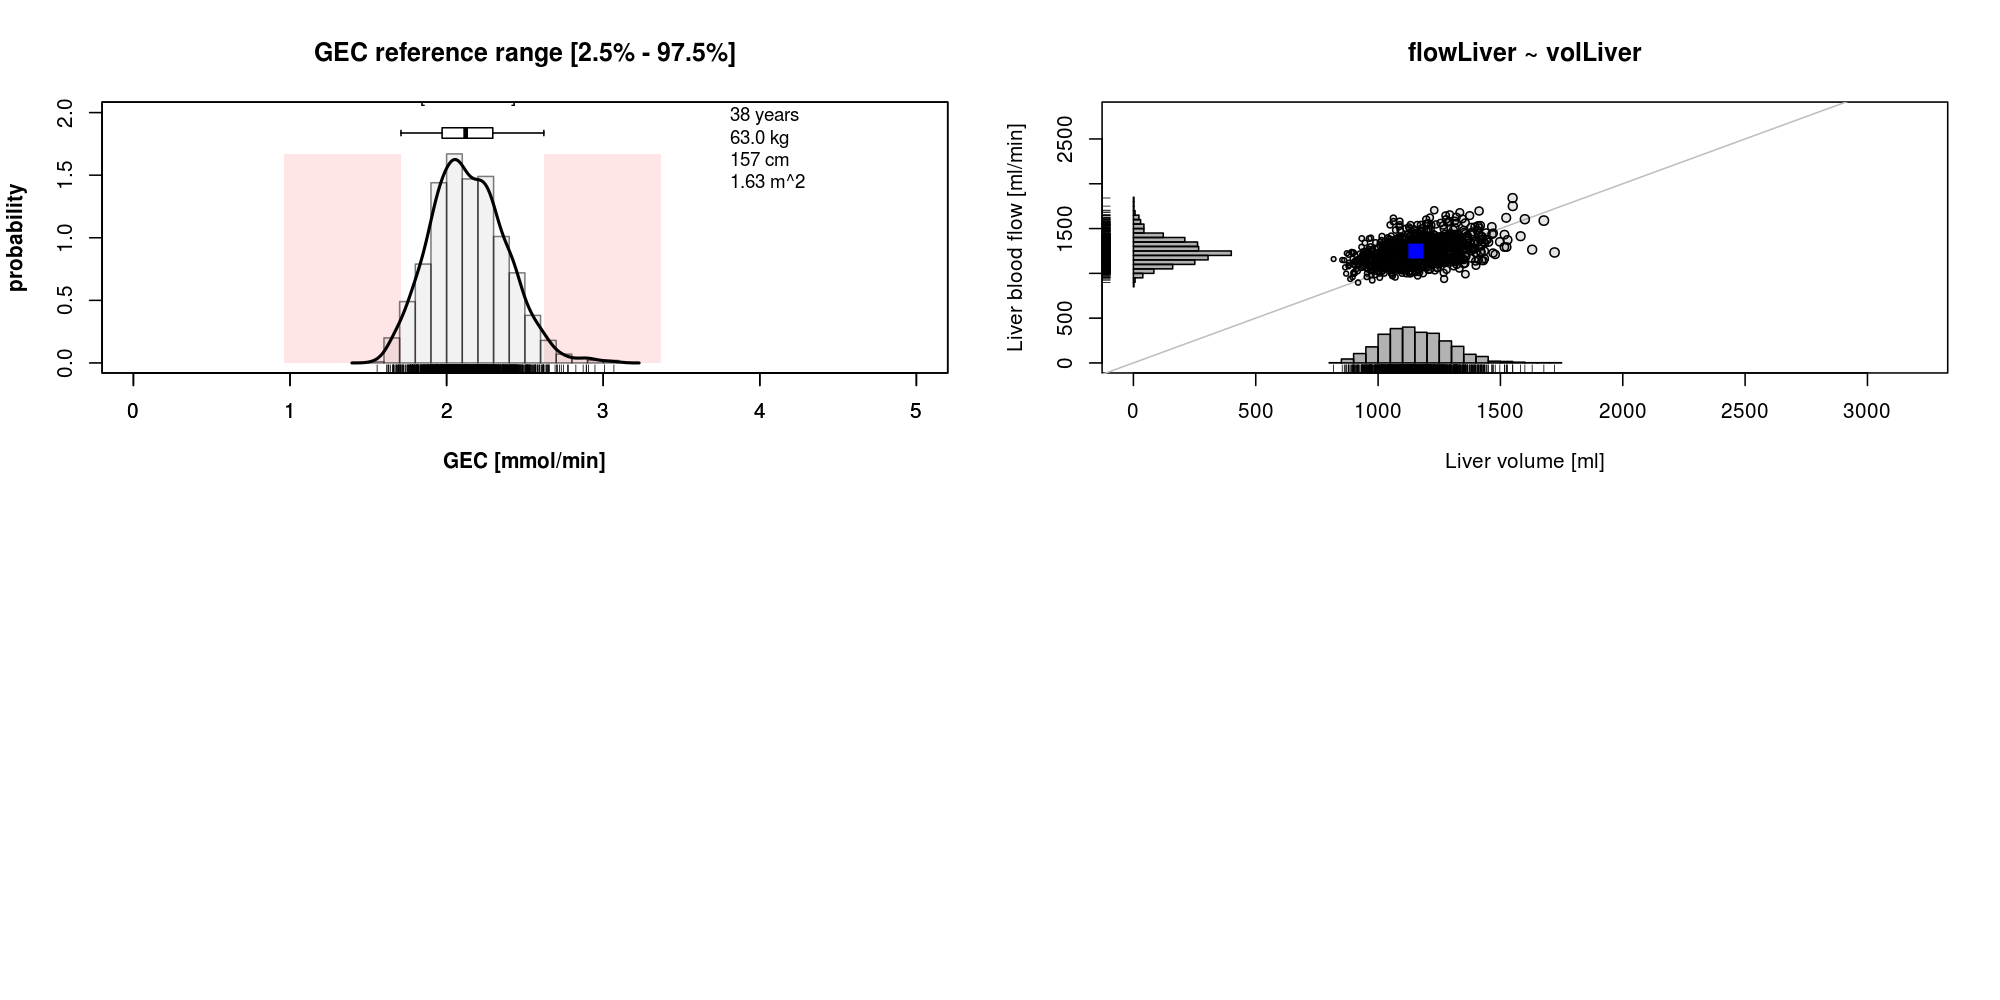 GEC reference range [2.5% - 97.5%]
38 years
63.0 kg
157 cm
1.63 m^2
probability
0.0
0.5
1.0
1.5
2.0
0 1 2 3 4 5
GEC [mmol/min]
flowLiver ~ volLiver
Liver blood flow [ml/min]
0
500
1500
2500
0 500 1000 1500 2000 2500 3000
Liver volume [ml]